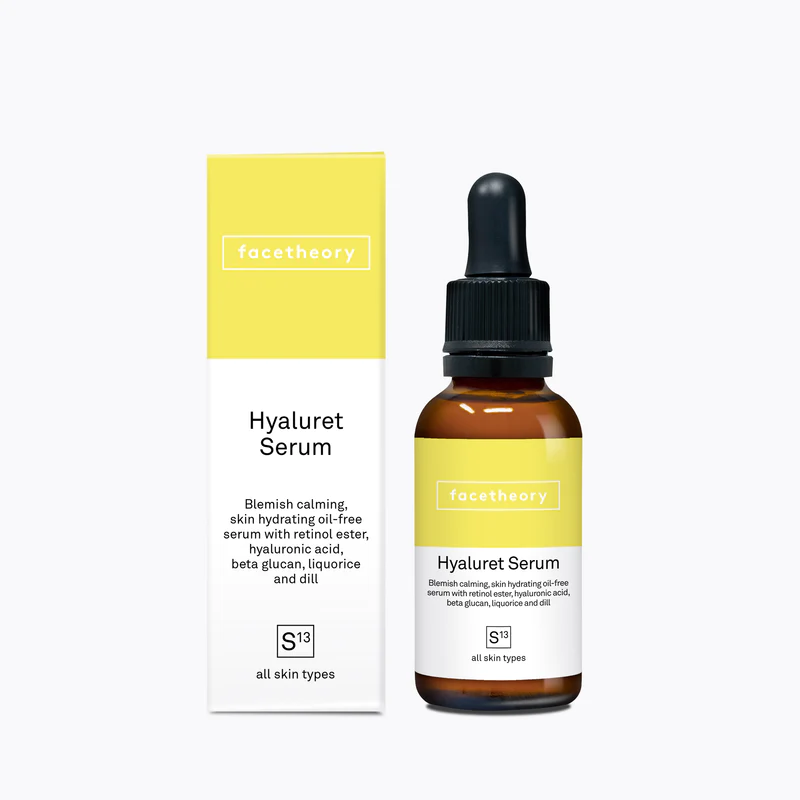 facetheory
Hyaluret
Serum
Blemish calming,
skin hydrating oil-free
serum with retinol ester,
hyaluronic acid,
beta glucan, liquorice
and dill
S13
all skin types
facetheory
Hyaluret Serum
Blemish calming, skin hydrating oil-free
serum with retinol ester, hyaluronic acid,
beta glucan, liquorice and dill
S13
all skin types